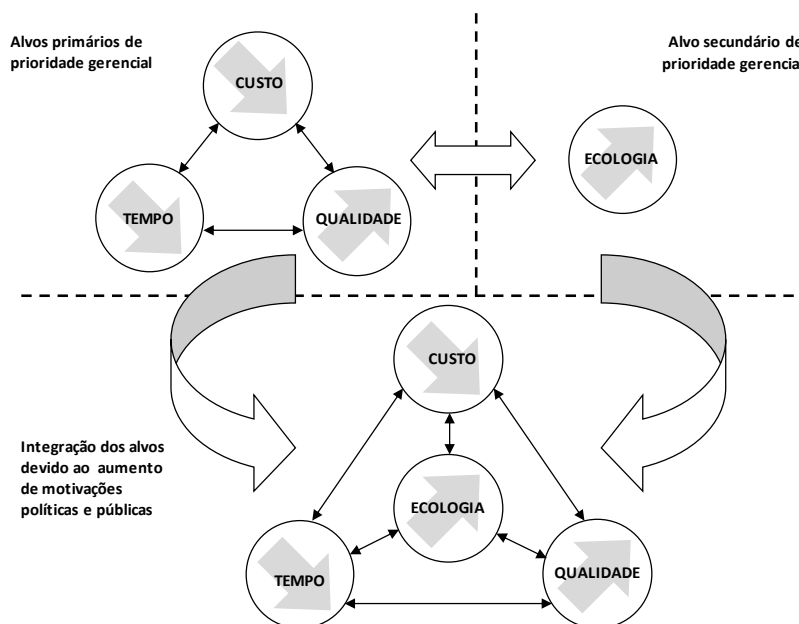 Alvos primários de
prioridade gerencial
Alvo secundário de
prioridade gerencia
CUSTO
ECOLOGIA
TEMPO
QUALIDADE
CUSTO
Integração dos alvos
devido ao aumento
de motivações
políticas e públicas
ECOLOGIA
TEMPO
QUALIDADE